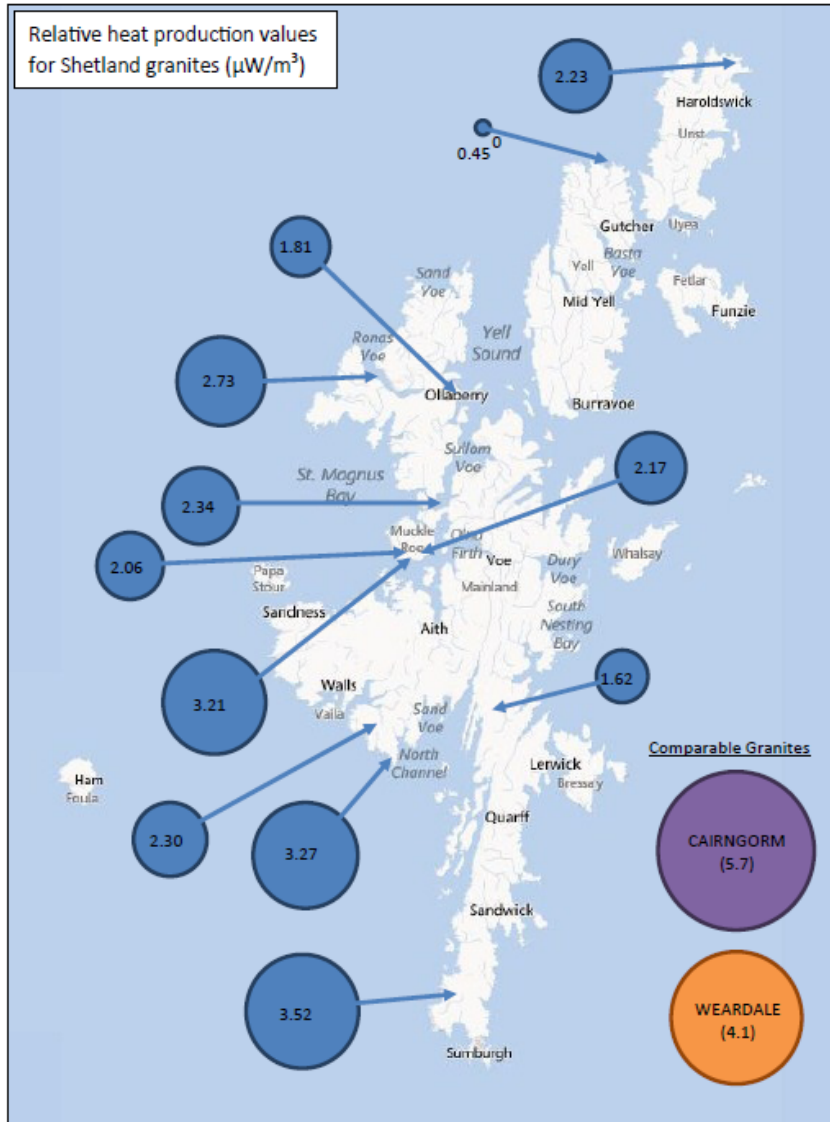 Relative heat production values
for Shetland granites (µW/m³)
2.23
Haroldswick
Unst
0.45⁰
Gutcher
Uyea
1.81
Basta
Voe
Yell
Fetlar
Sand
Voe
Mid Yell
Funzie
Yell
Sound
Ronas
Voe
2.73
Ollaberry
Burravoe
Sullom
Voe
2.17
St. Magnus
Bay
2.34
Muckle
Roe
Olna
Firth
Voe
Whalsay
2.06
Dury
Voe
Papa
Stour
Mainland
Sandness
South
Nesting
Bay
Aith
1.62
Walls
3.21
Vaila
Sand
Voe
Comparable Granites
North
Channel
Lerwick
Bressay
Ham
Foula
Quarff
2.30
3.27
CAIRNGORM
(5.7)
Sandwick
3.52
WEARDALE
(4.1)
Sumburgh